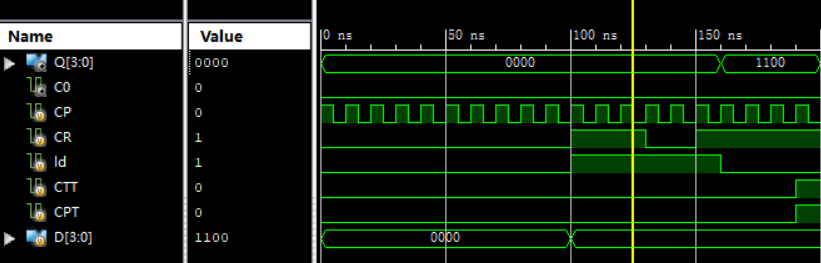 Name Value 0 ns 50 ns 100 ns 150 ns
Q[3:0] 0000 0000 1100
C0 0
CP 0
CR 1
ld 1
CTT 0
CPT 0
D[3:0] 1100 0000